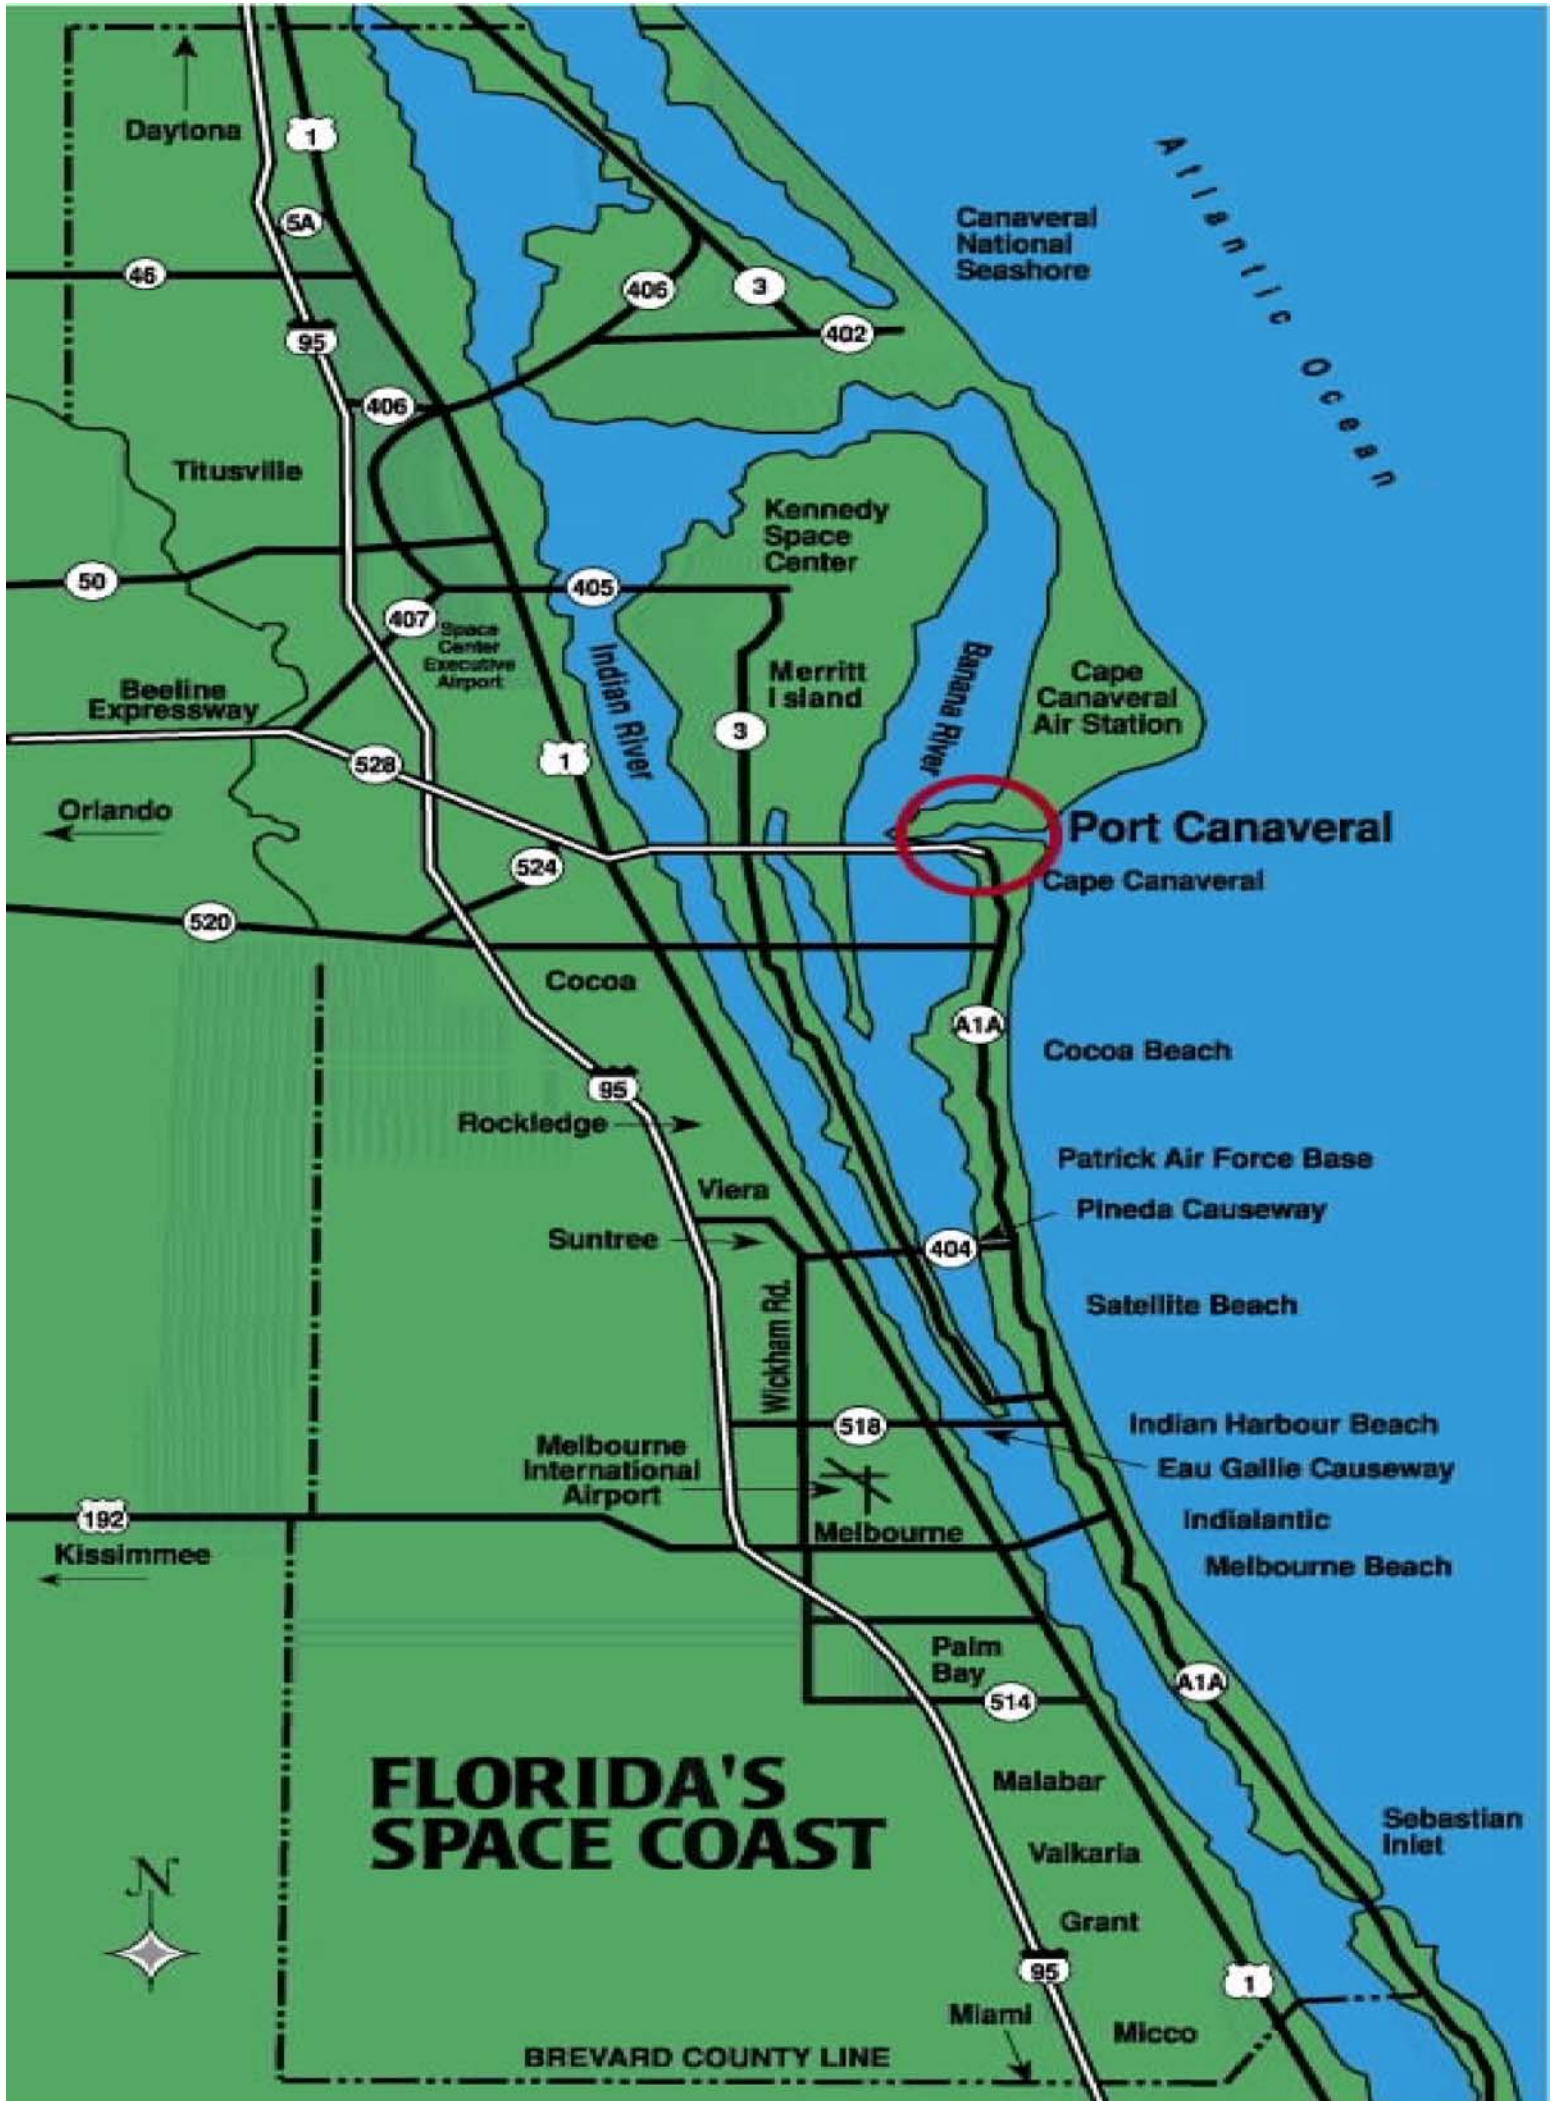 Daytona
1
5A
46
95
406
3
402
Canaveral
National
Seashore
Atlantic Ocean
406
Titusville
Kennedy
Space
Center
50
405
407
Space
Center
Executive
Airport
Indian River
Merritt
Island
Banana River
Cape
Canaveral
Air Station
Beeline
Expressway
3
1
528
Orlando
Port Canaveral
524
Cape Canaveral
520
Cocoa
A1A
Cocoa Beach
95
Rockledge
Patrick Air Force Base
Viera
Pineda Causeway
Suntree
404
Wickham Rd.
Satellite Beach
518
Indian Harbour Beach
Melbourne
International
Airport
Eau Gallie Causeway
192
Melbourne
Indialantic
Kissimmee
Melbourne Beach
Palm
Bay
A1A
514
FLORIDA'S
SPACE COAST
Malabar
Sebastian
Inlet
Valkaria
N
Grant
95
1
Miami
Micco
BREVARD COUNTY LINE